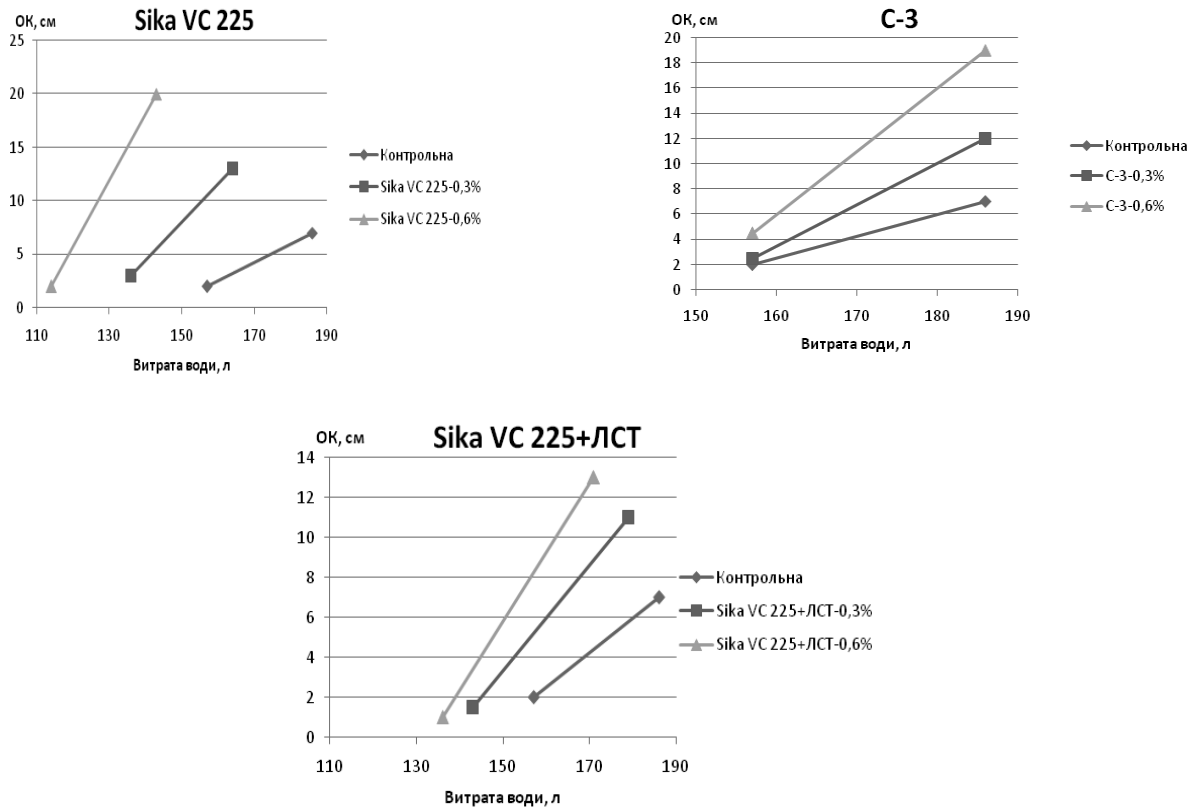 ОК, см
Sika VC 225
25
20
15
10
5
0
110 130 150 170 190
Витрата води, л
Контрольна
Sika VC 225-0,3%
Sika VC 225-0,6%
ОК, см
С-3
20
18
16
14
12
10
8
6
4
2
0
150 160 170 180 190
Витрата води, л
Контрольна
С-3-0,3%
С-3-0,6%
ОК, см
Sika VC 225+ЛСТ
14
12
10
8
6
4
2
0
110 130 150 170 190
Витрата води, л
Контрольна
Sika VC 225+ЛСТ-0,3%
Sika VC 225+ЛСТ-0,6%